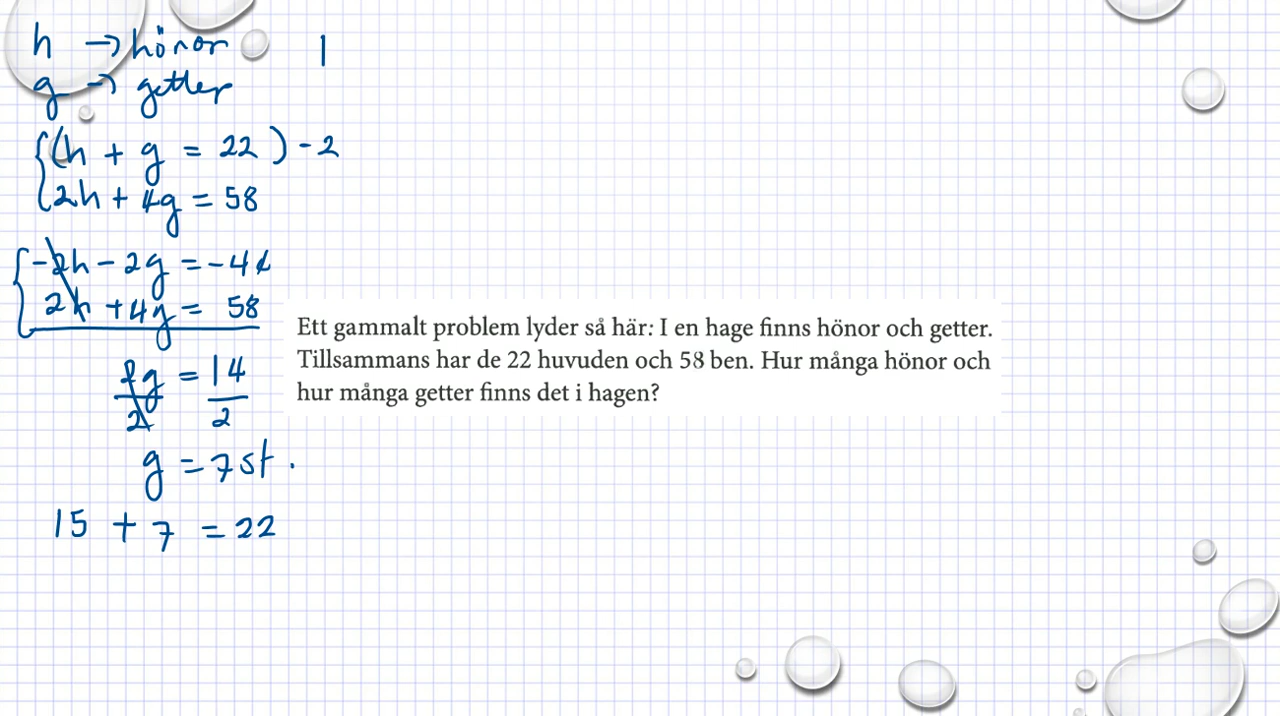 h → hönor
g → getter
(h + g = 22) - 2
2h + 4g = 58
-2h - 2g = -44
2h + 4g = 58
2g = 14
2 2
g = 7 st.
15 + 7 = 22
1
Ett gammalt problem lyder så här: I en hage finns hönor och getter.
Tillsammans har de 22 huvuden och 58 ben. Hur många hönor och
hur många getter finns det i hagen?